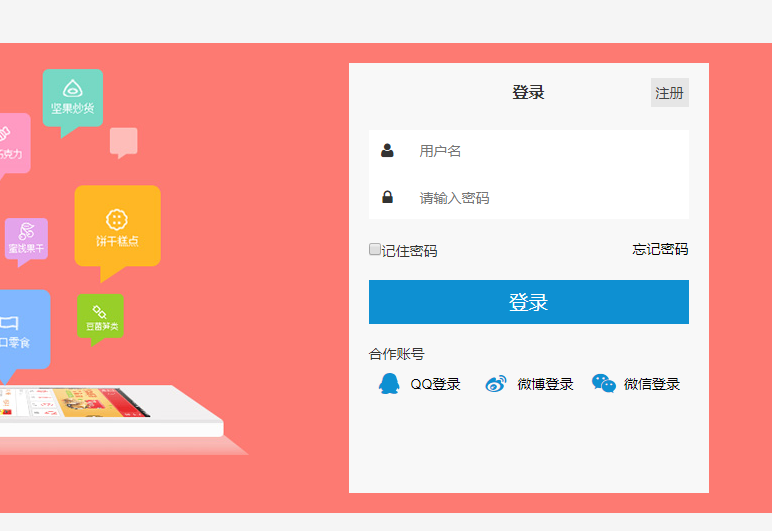 坚果炒货
巧克力
饼干糕点
蜜饯果干
豆菌笋类
口零食
登录
注册
用户名
请输入密码
记住密码
忘记密码
登录
合作账号
QQ登录
微博登录
微信登录